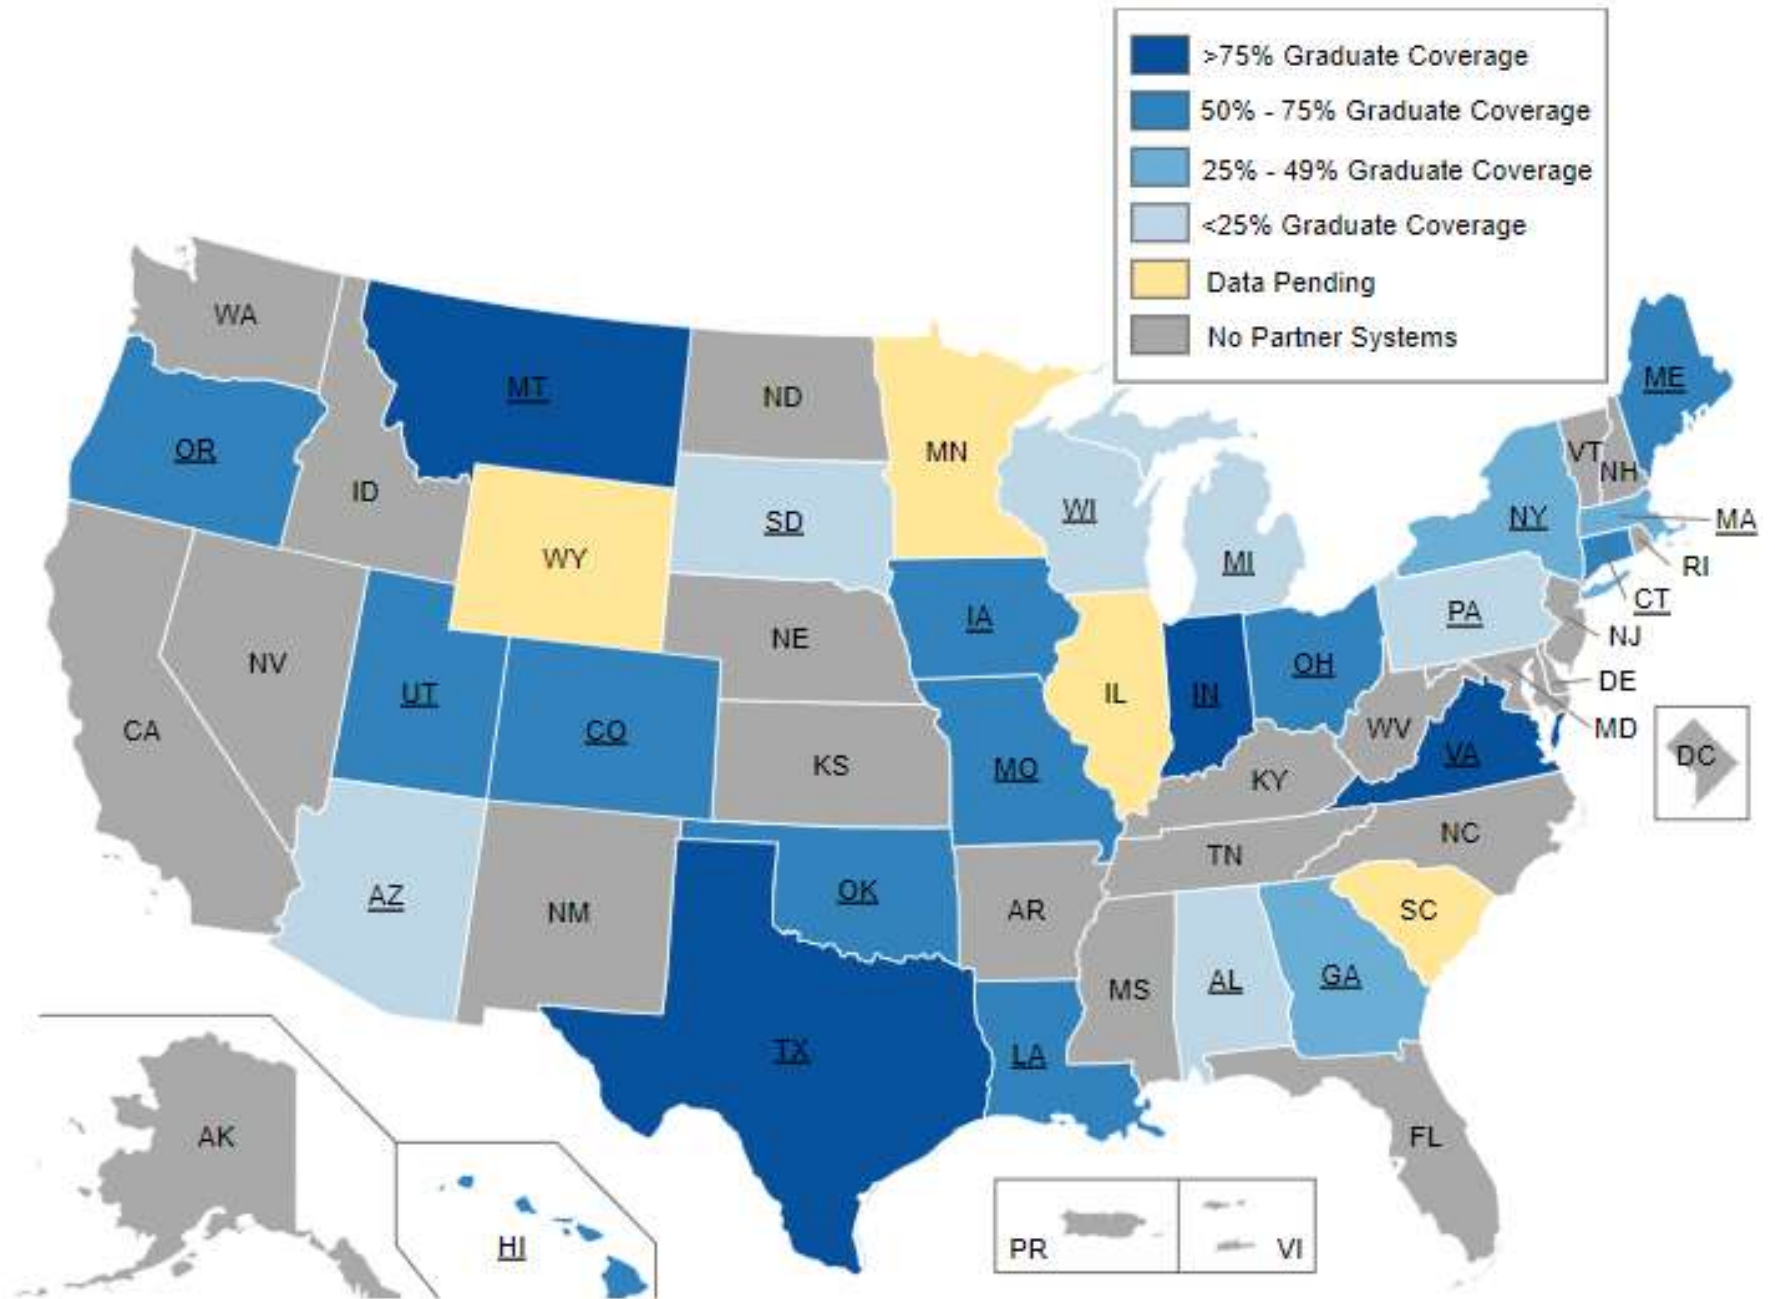 >75% Graduate Coverage
50% - 75% Graduate Coverage
25% - 49% Graduate Coverage
<25% Graduate Coverage
Data Pending
No Partner Systems
WA
MT
ND
MN
OR
ID
WY
SD
WI
MI
NY
VT
NH
ME
MA
RI
CT
NJ
DE
MD
DC
PA
CA
NV
UT
CO
NE
IA
IL
IN
OH
WV
VA
KS
MO
KY
NC
TN
AZ
NM
OK
AR
SC
TX
LA
MS
AL
GA
FL
AK
HI
PR
VI